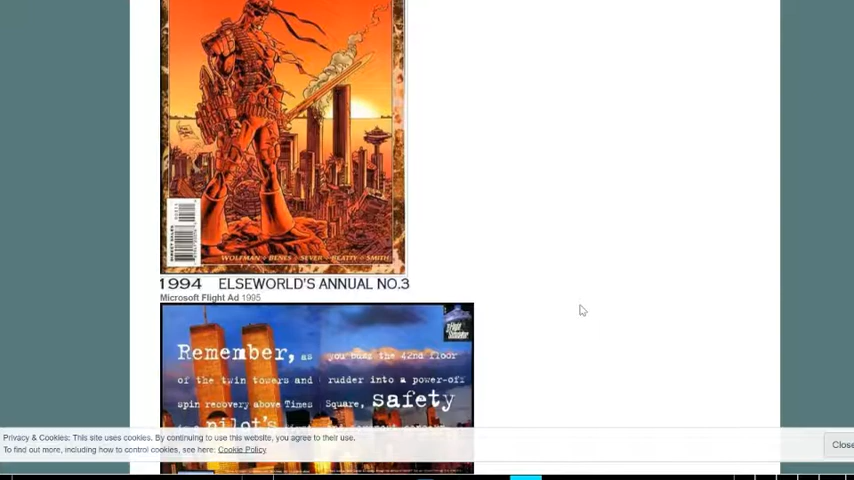 WOLFMAN BENES SEVER BEATTY SMITH
1994 ELSEWORLD'S ANNUAL NO.3
Microsoft Flight Ad 1995
Flight
Simulator
Remember, as you buzz the 42nd floor
of the twin towers and rudder into a power-off
spin recovery above Times Square, safety
pilot's
Privacy & Cookies: This site uses cookies. By continuing to use this website, you agree to their use.
To find out more, including how to control cookies, see here: Cookie Policy
Close